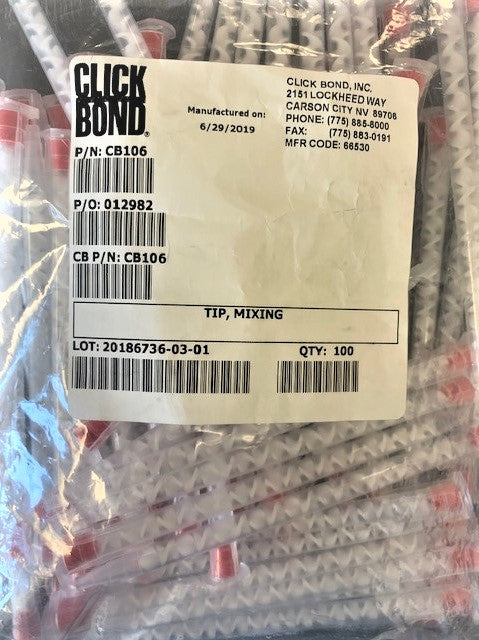 CLICK
BOND®
Manufactured on:
6/29/2019
CLICK BOND, INC.
2151 LOCKHEED WAY
CARSON CITY NV 89706
PHONE: (775) 885-8000
FAX: (775) 883-0191
MFR CODE: 66530
P/N: CB106
P/O: 012982
CB P/N: CB106
TIP, MIXING
LOT: 20186736-03-01
QTY: 100